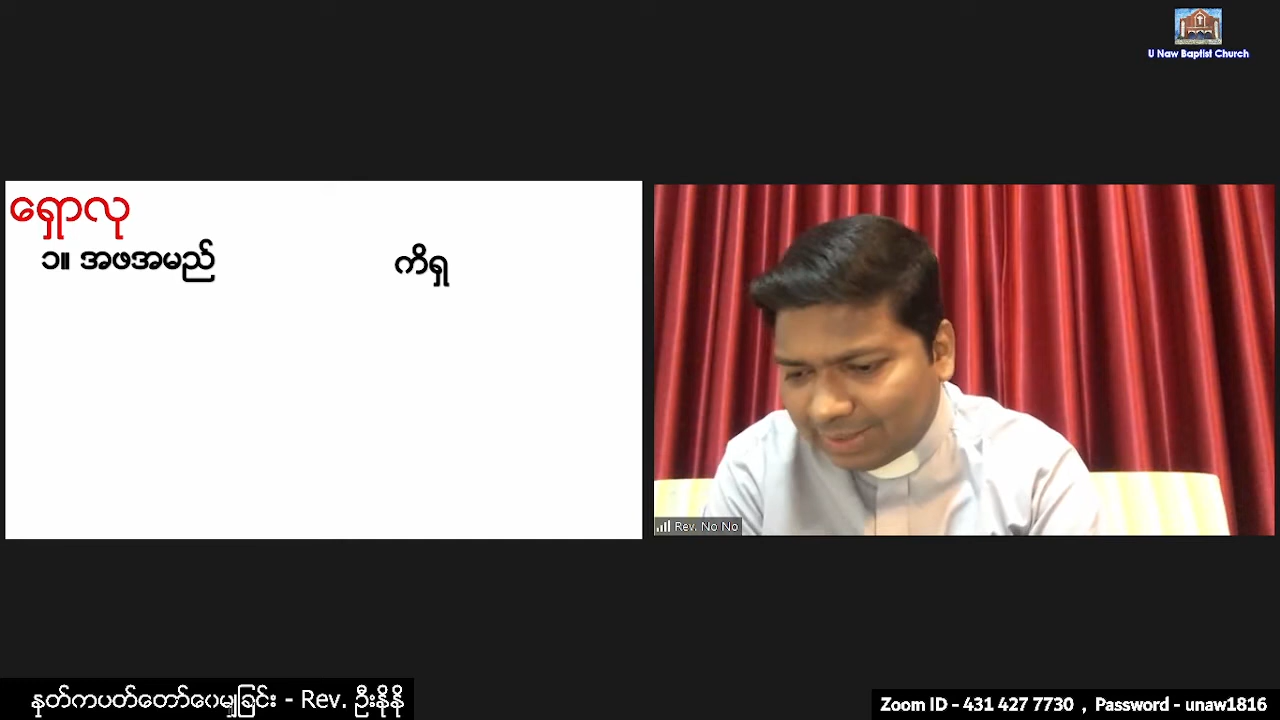 U Naw Baptist Church
ရှောလု
၁။ အဖအမည်
ကိရှ
Rev. No No
နှတ်ကပတ်တော်ဝေမျှခြင်း - Rev. ဦးနိုနို
Zoom ID - 431 427 7730 , Password - unaw1816